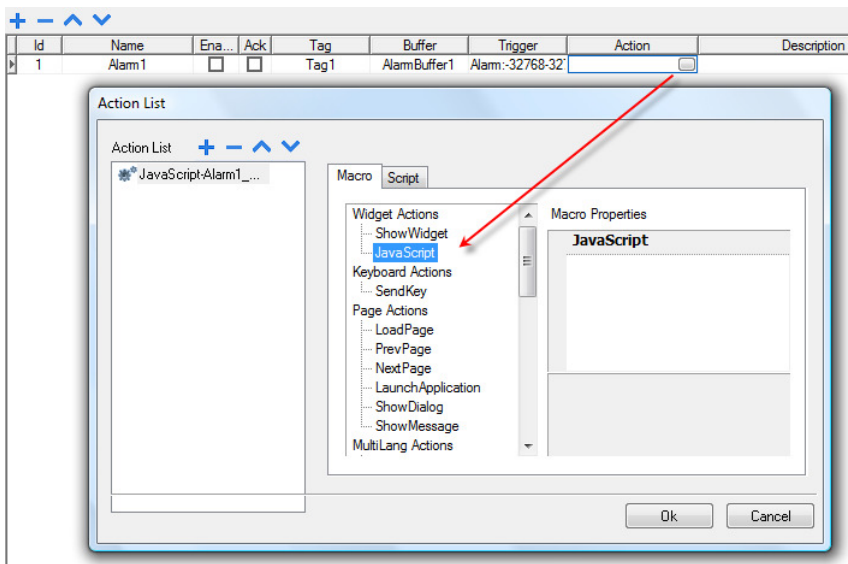 Id Name Ena... Ack Tag Buffer Trigger Action Description
1 Alarm1 Tag1 AlarmBuffer1 Alarm:-32768-32
Action List
Action List
JavaScript-Alarm1_...
Macro Script
Widget Actions
ShowWidget
JavaScript
Keyboard Actions
SendKey
Page Actions
LoadPage
PrevPage
NextPage
LaunchApplication
ShowDialog
ShowMessage
MultiLang Actions
Macro Properties
JavaScript
Ok Cancel